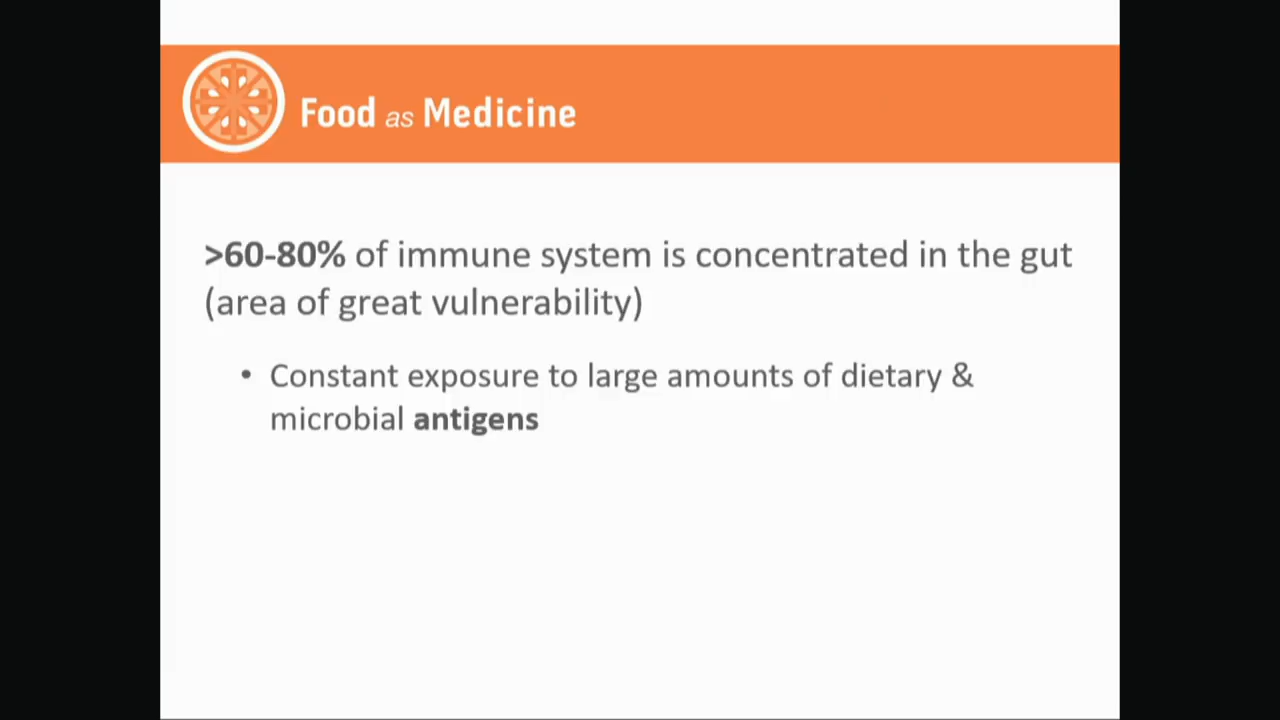 Food as Medicine
>60-80% of immune system is concentrated in the gut
(area of great vulnerability)
• Constant exposure to large amounts of dietary &
microbial antigens